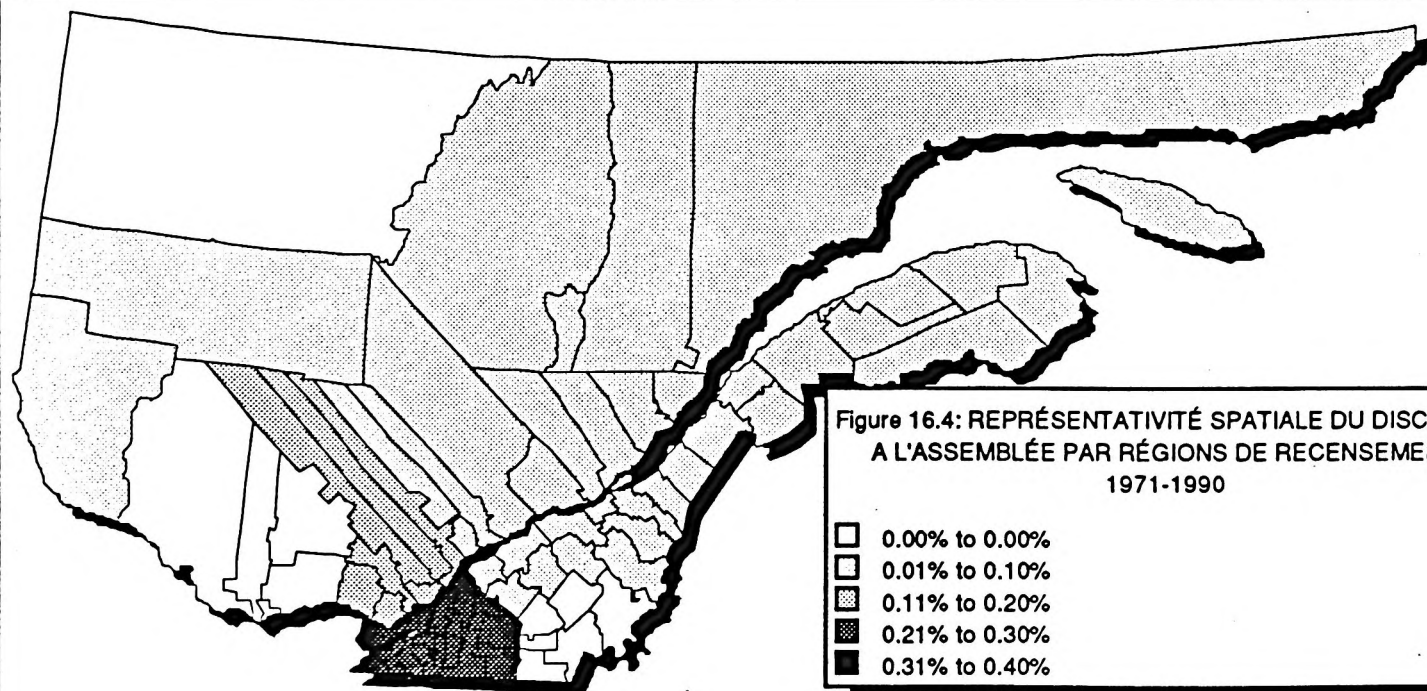 Figure 16.4: REPRÉSENTATIVITÉ SPATIALE DU DISC
A L'ASSEMBLÉE PAR RÉGIONS DE RECENSEME
1971-1990
0.00% to 0.00%
0.01% to 0.10%
0.11% to 0.20%
0.21% to 0.30%
0.31% to 0.40%